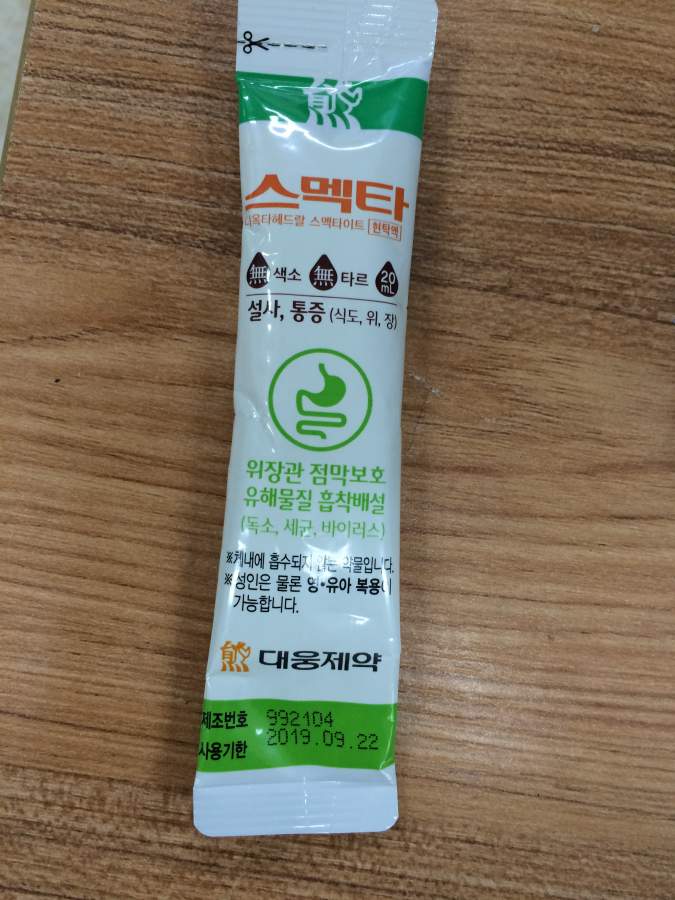 스멕타
디옥타헤드랄 스멕타이트 현탁액
無 색소 無 타르 20 mL
설사, 통증 (식도, 위, 장)
위장관 점막보호
유해물질 흡착배설
(독소, 세균, 바이러스)
※체내에 흡수되지 않는 약물입니다.
※성인은 물론 영•유아 복용이
가능합니다.
대웅제약
제조번호 992104
사용기한 2019.09.22